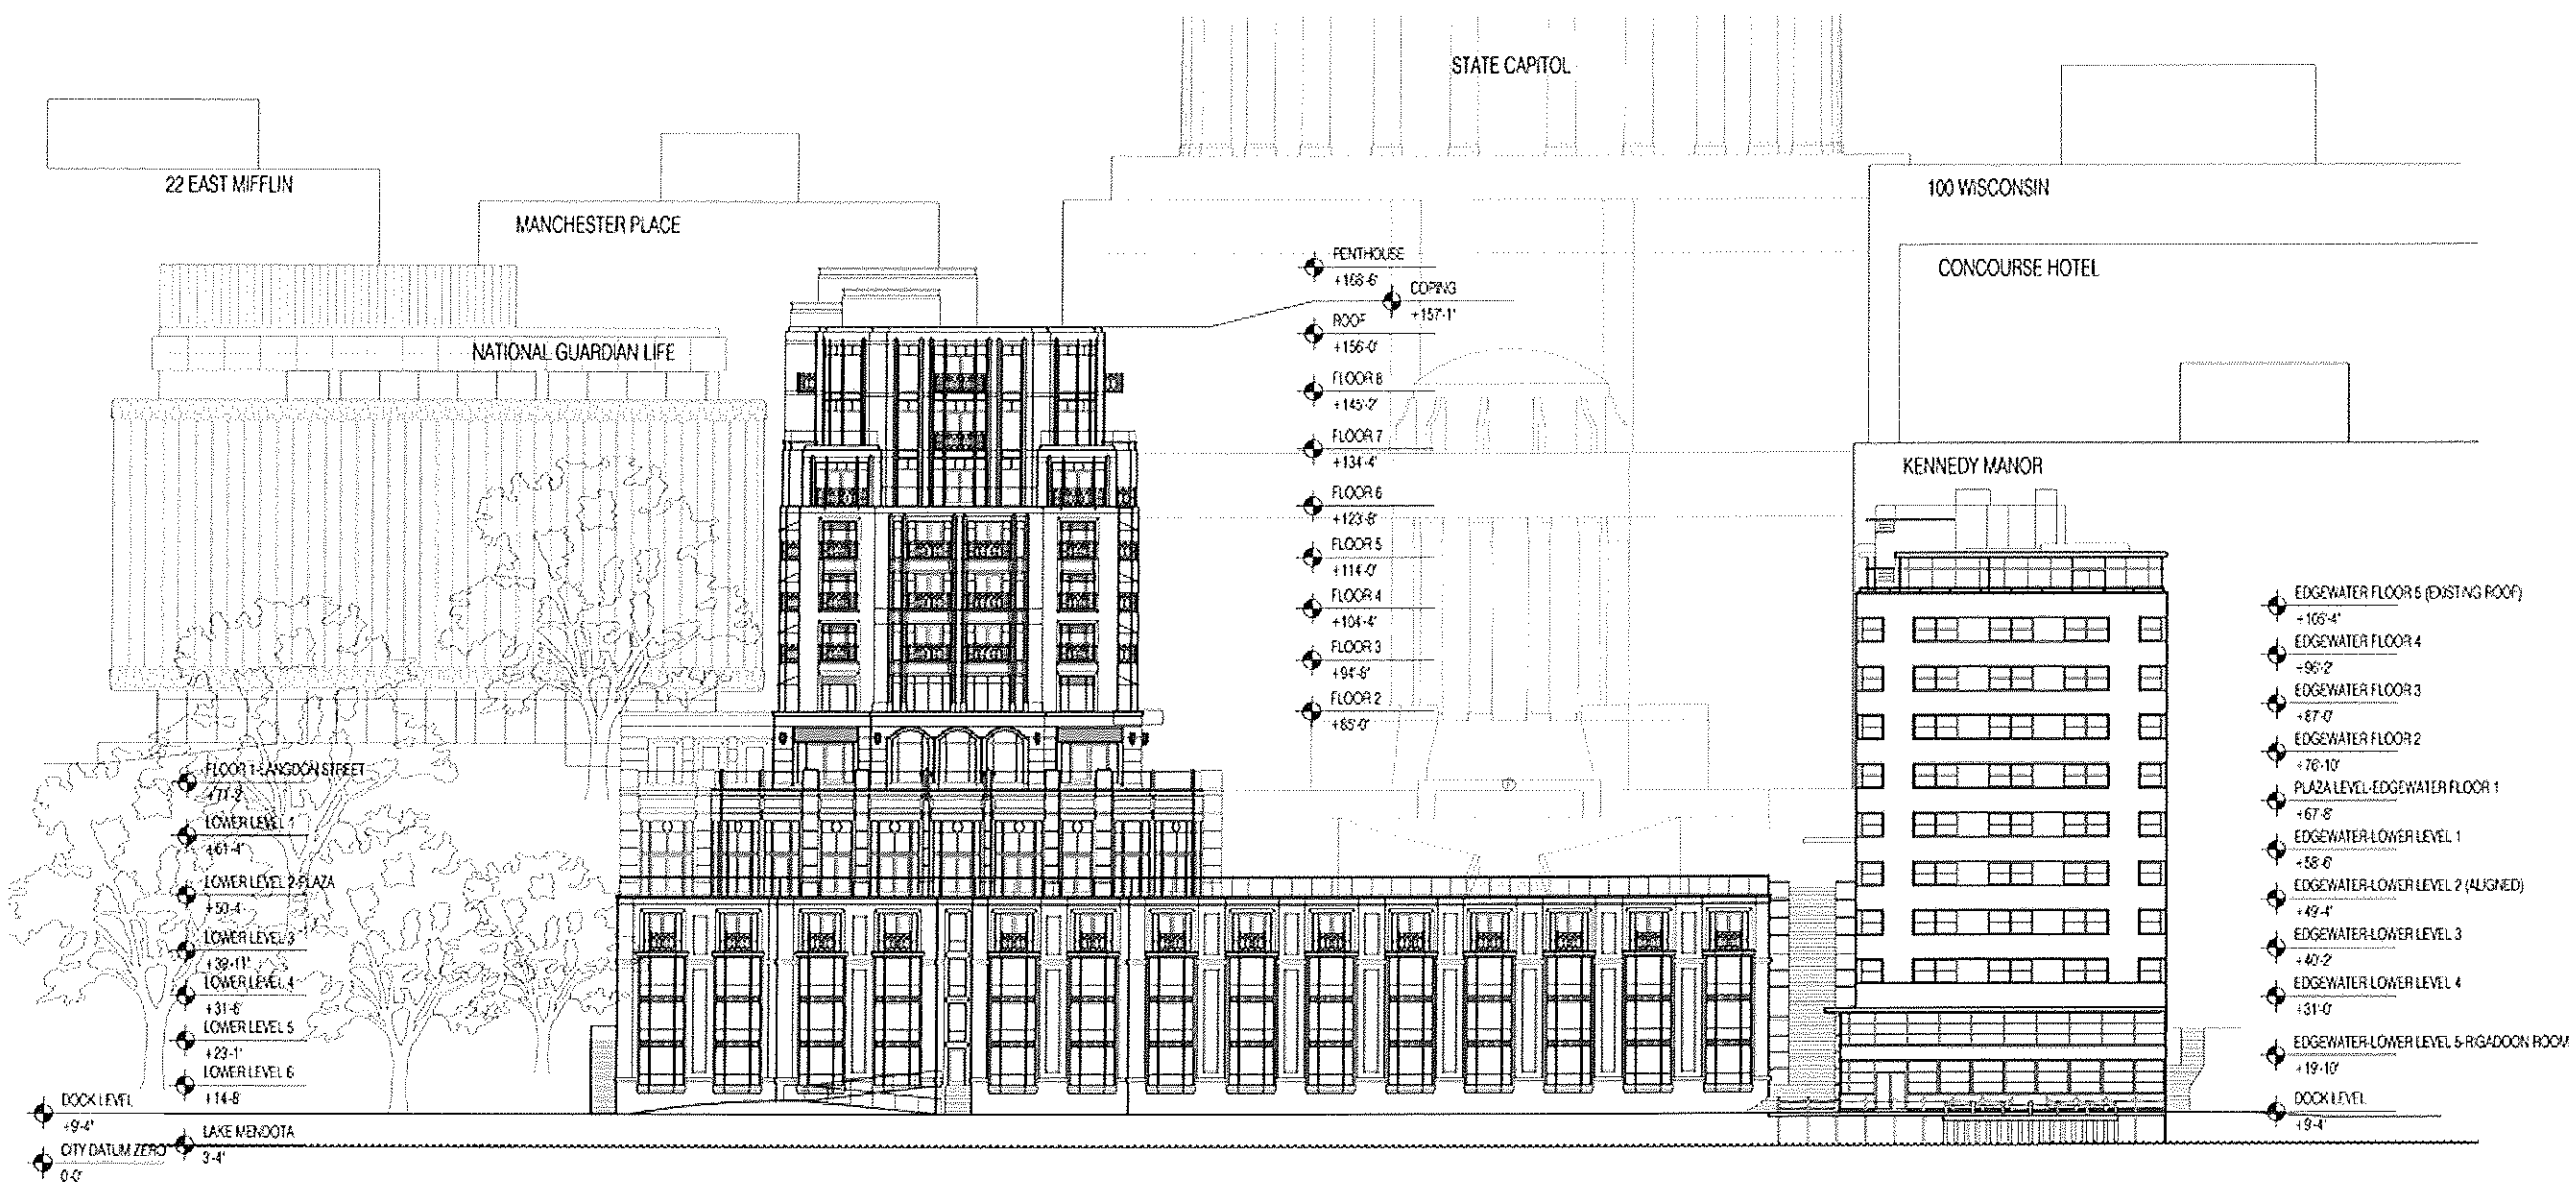 STATE CAPITOL
22 EAST MIFFLIN
100 WISCONSIN
MANCHESTER PLACE
CONCOURSE HOTEL
NATIONAL GUARDIAN LIFE
KENNEDY MANOR
PENTHOUSE
+168-6"
COPING
+157-1"
ROOF
+156-0"
FLOOR 8
+145-2"
FLOOR 7
+134-4"
FLOOR 6
+123-8"
FLOOR 5
+114-0"
FLOOR 4
+104-4"
FLOOR 3
+94-8"
FLOOR 2
+85-0"
FLOOR 1-LANGDON STREET
+71-2"
LOWER LEVEL 1
+61-4"
LOWER LEVEL 2-PLAZA
+50-4"
LOWER LEVEL 3
+39-11"
LOWER LEVEL 4
+31-6"
LOWER LEVEL 5
+23-1"
LOWER LEVEL 6
+14-8"
DOCK LEVEL
+9-4"
LAKE MENDOTA
3-4"
CITY DATUM ZERO
0-0"
EDGEWATER FLOOR 5 (EXISTING ROOF)
EDGEWATER FLOOR 4
+96-2"
EDGEWATER FLOOR 3
+87-0"
EDGEWATER FLOOR 2
+76-10"
PLAZA LEVEL-EDGEWATER FLOOR 1
+67-8"
EDGEWATER-LOWER LEVEL 1
+58-6"
EDGEWATER-LOWER LEVEL 2 (ALIGNED)
+49-4"
EDGEWATER-LOWER LEVEL 3
+40-2"
EDGEWATER-LOWER LEVEL 4
+31-0"
EDGEWATER-LOWER LEVEL 5-RIGADOON ROOM
+19-10"
DOCK LEVEL
+9-4"